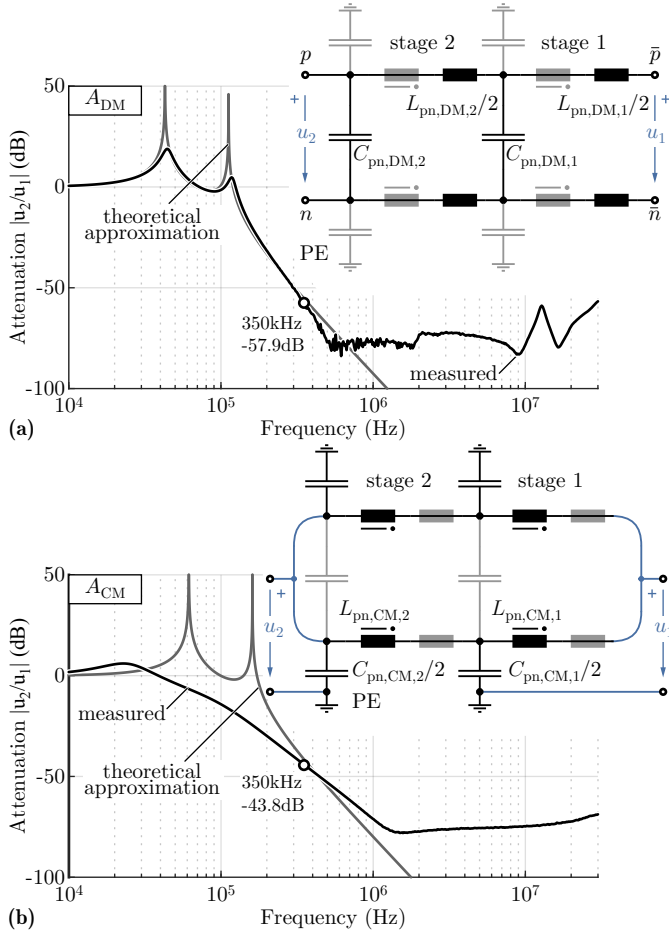 A_DM
stage 2
stage 1
p
p̄
L_pn,DM,2/2
L_pn,DM,1/2
+
u_2
+
u_1
C_pn,DM,2
C_pn,DM,1
n
n̄
PE
50
0
-50
-100
Attenuation |u_2/u_1| (dB)
theoretical
approximation
350kHz
-57.9dB
measured
10^4
10^5
10^6
10^7
Frequency (Hz)
(a)
A_CM
stage 2
stage 1
+
u_2
+
u
L_pn,CM,2
L_pn,CM,1
C_pn,CM,2/2
C_pn,CM,1/2
PE
50
0
-50
-100
Attenuation |u_2/u_1| (dB)
measured
theoretical
approximation
350kHz
-43.8dB
10^4
10^5
10^6
10^7
Frequency (Hz)
(b)